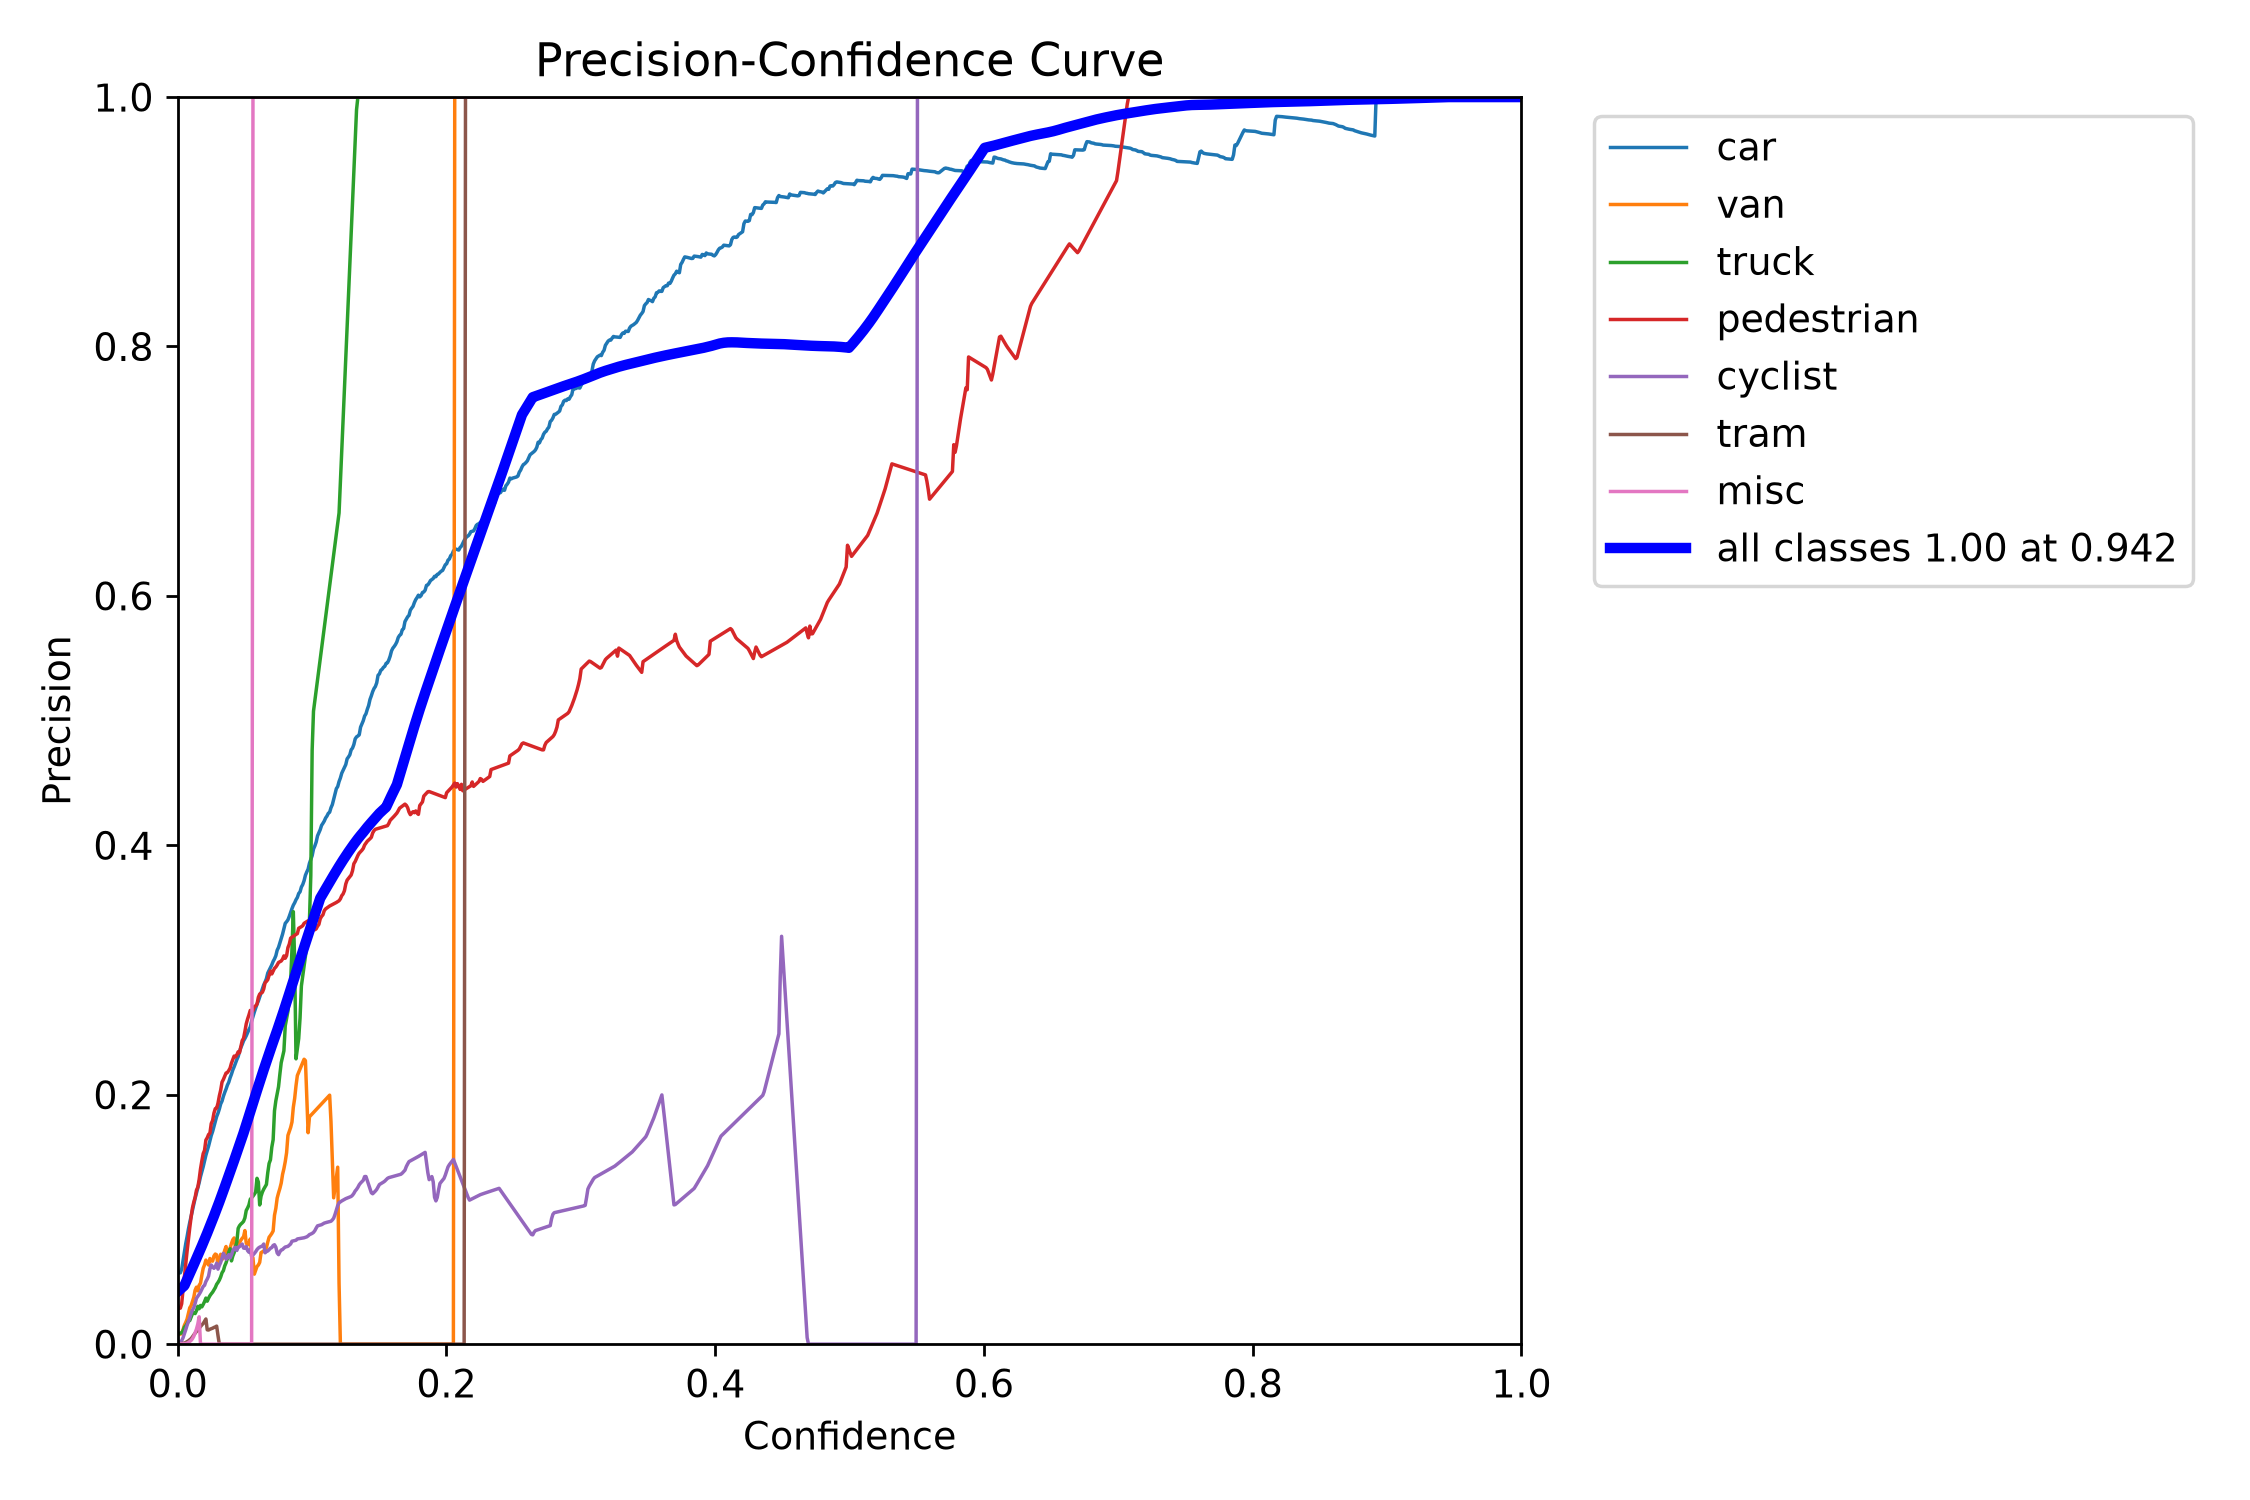 Precision-Confidence Curve
Precision
1.0
0.8
0.6
0.4
0.2
0.0
0.0 0.2 0.4 0.6 0.8 1.0
Confidence
car
van
truck
pedestrian
cyclist
tram
misc
all classes 1.00 at 0.942